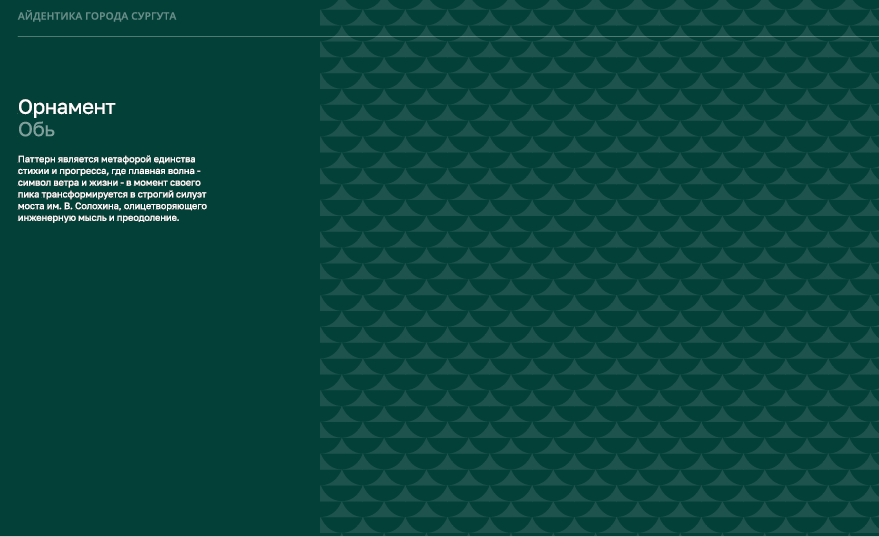 АЙДЕНТИКА ГОРОДА СУРГУТА
Орнамент
Обь
Паттерн является метафорой единства
стихии и прогресса, где плавная волна -
символ ветра и жизни - в момент своего
пика трансформируется в строгий силуэт
моста им. В. Солохина, олицетворяющего
инженерную мысль и преодоление.